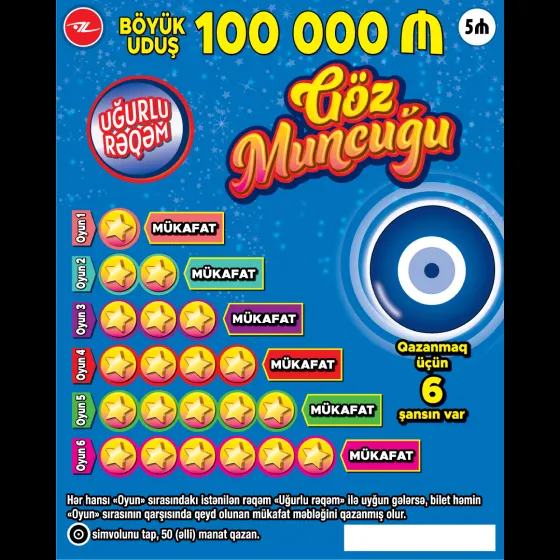 BÖYÜK UDUŞ 100 000 ₼
5₼
Göz
Muncuğu
UĞURLU
RƏQƏM
Oyun 1 MÜKAFAT
Oyun 2 MÜKAFAT
Oyun 3 MÜKAFAT
Oyun 4 MÜKAFAT
Oyun 5 MÜKAFAT
Oyun 6 MÜKAFAT
Qazanmaq
üçün
6
şansın var
Hər hansı «Oyun» sırasındakı istənilən rəqəm «Uğurlu rəqəm» ilə uyğun gələrsə, bilet həmin
«Oyun» sırasının qarşısında qeyd olunan mükafat məbləğini qazanmış olur.
simvolunu tap, 50 (əlli) manat qazan.